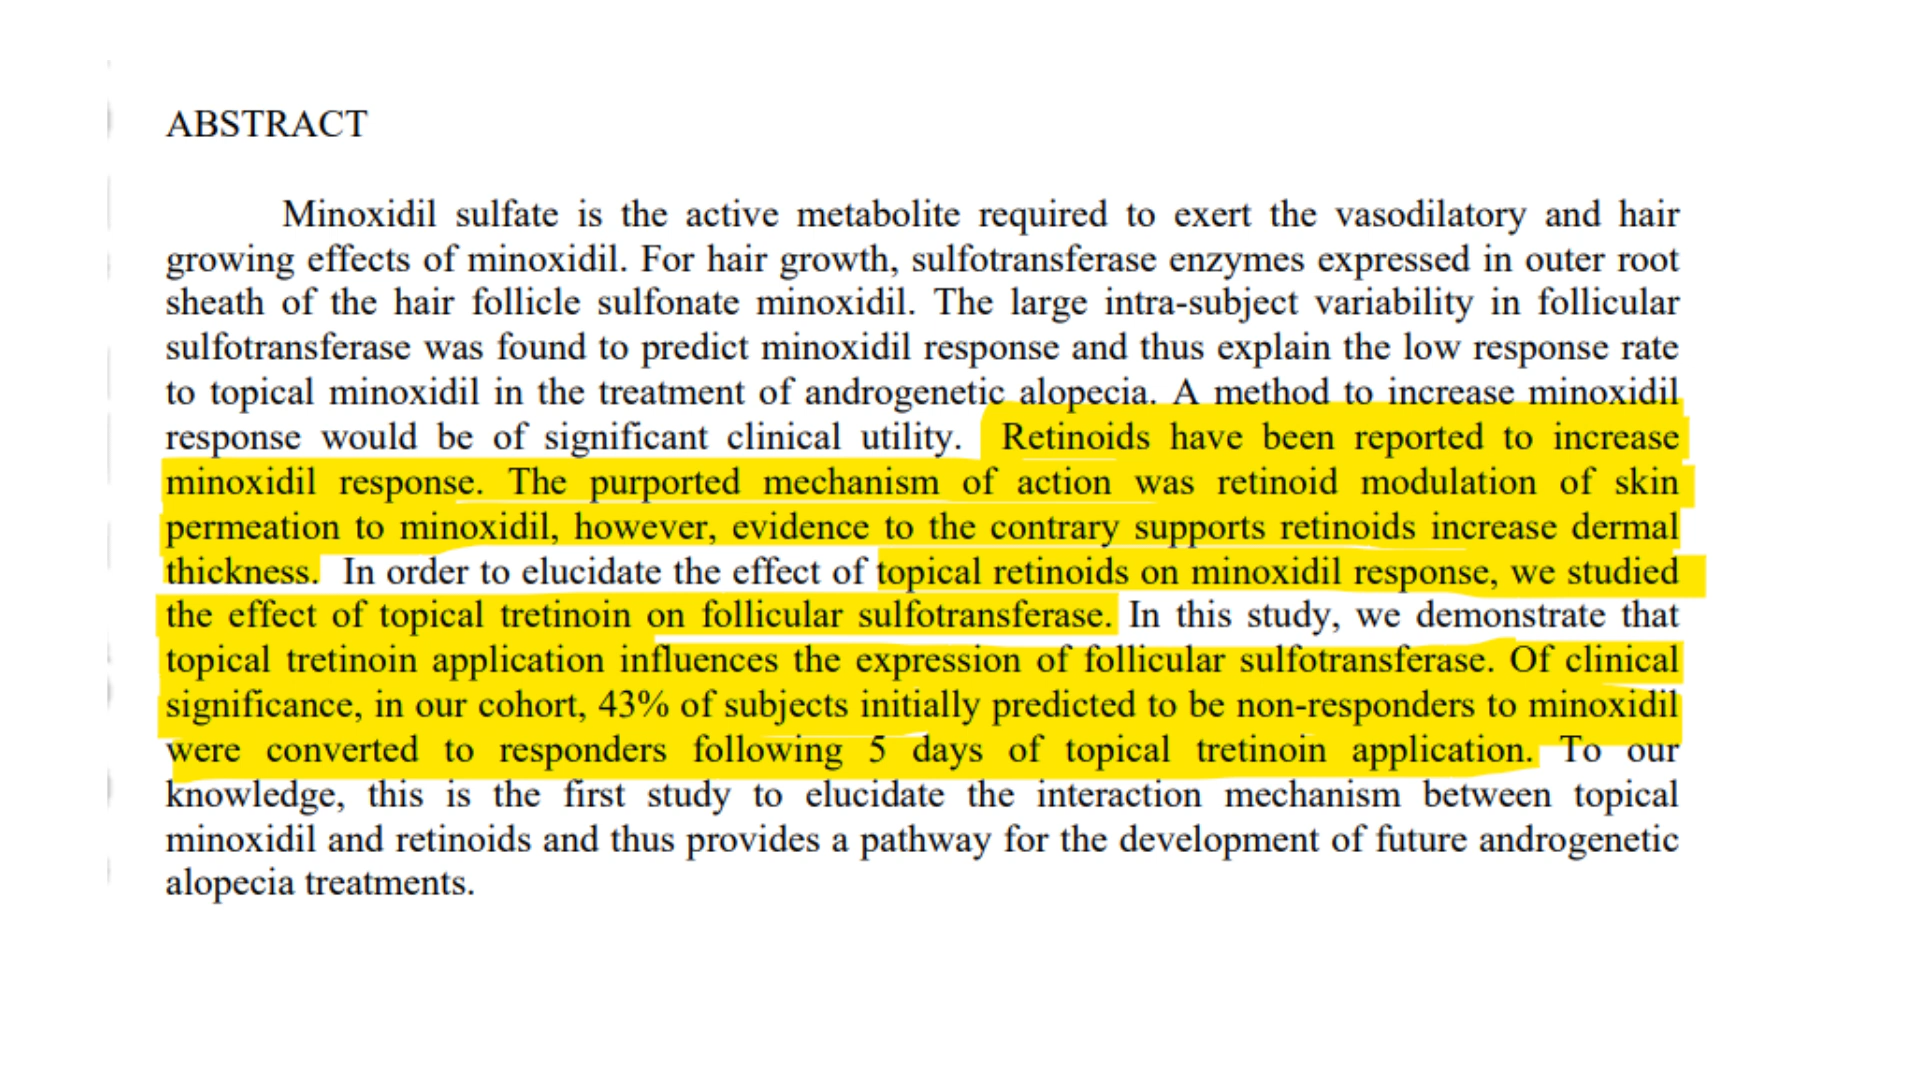 ABSTRACT
Minoxidil sulfate is the active metabolite required to exert the vasodilatory and hair
growing effects of minoxidil. For hair growth, sulfotransferase enzymes expressed in outer root
sheath of the hair follicle sulfonate minoxidil. The large intra-subject variability in follicular
sulfotransferase was found to predict minoxidil response and thus explain the low response rate
to topical minoxidil in the treatment of androgenetic alopecia. A method to increase minoxidil
response would be of significant clinical utility. Retinoids have been reported to increase
minoxidil response. The purported mechanism of action was retinoid modulation of skin
permeation to minoxidil, however, evidence to the contrary supports retinoids increase dermal
thickness. In order to elucidate the effect of topical retinoids on minoxidil response, we studied
the effect of topical tretinoin on follicular sulfotransferase. In this study, we demonstrate that
topical tretinoin application influences the expression of follicular sulfotransferase. Of clinical
significance, in our cohort, 43% of subjects initially predicted to be non-responders to minoxidil
were converted to responders following 5 days of topical tretinoin application. To our
knowledge, this is the first study to elucidate the interaction mechanism between topical
minoxidil and retinoids and thus provides a pathway for the development of future androgenetic
alopecia treatments.